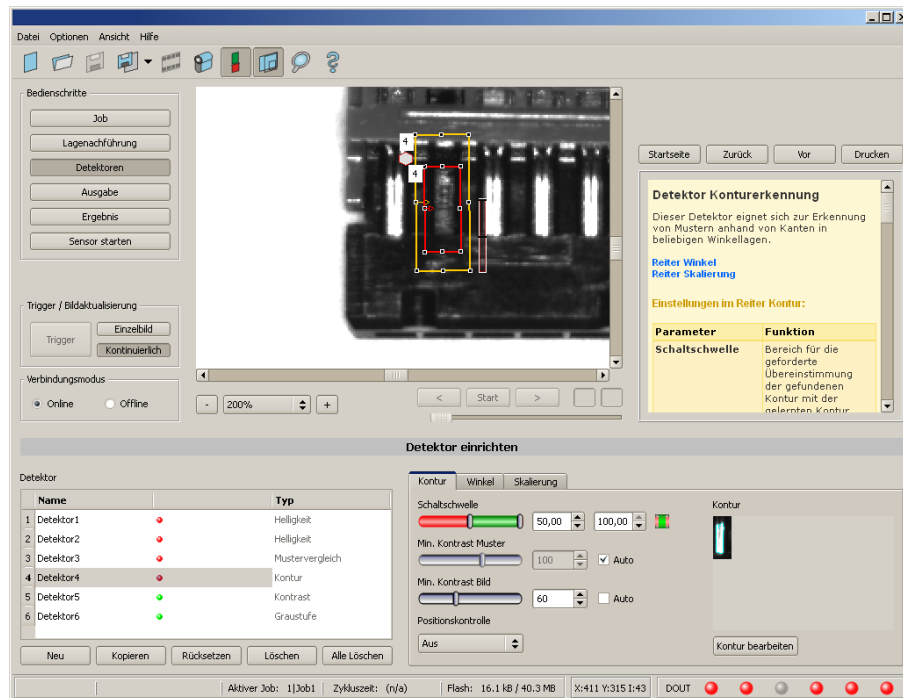 Datei Optionen Ansicht Hilfe
Bedienschritte
Job
Lagenachführung
Detektoren
Ausgabe
Ergebnis
Sensor starten
Trigger / Bildaktualisierung
Trigger
Einzelbild
Kontinuierlich
Verbindungsmodus
Online Offline
4
4
- 200% +
< Start >
Startseite Zurück Vor Drucken
Detektor Konturerkennung
Dieser Detektor eignet sich zur Erkennung
von Mustern anhand von Kanten in
beliebigen Winkellagen.
Reiter Winkel
Reiter Skalierung
Einstellungen im Reiter Kontur:
Parameter Funktion
Schaltschwelle Bereich für die
geforderte
Übereinstimmung
der gefundenen
Kontur mit der
gelernten Kontur
Detektor einrichten
Detektor
Name Typ
1 Detektor1 Helligkeit
2 Detektor2 Helligkeit
3 Detektor3 Mustervergleich
4 Detektor4 Kontur
5 Detektor5 Kontrast
6 Detektor6 Graustufe
Neu Kopieren Rücksetzen Löschen Alle Löschen
Kontur Winkel Skalierung
Schaltschwelle
50,00 100,00
Min. Kontrast Muster
100 Auto
Min. Kontrast Bild
60 Auto
Positionskontrolle
Aus
Kontur
Kontur bearbeiten
Aktiver Job: 1|Job1 Zykluszeit: (n/a) Flash: 16.1 kB / 40.3 MB X:411 Y:315 I:43 DOUT